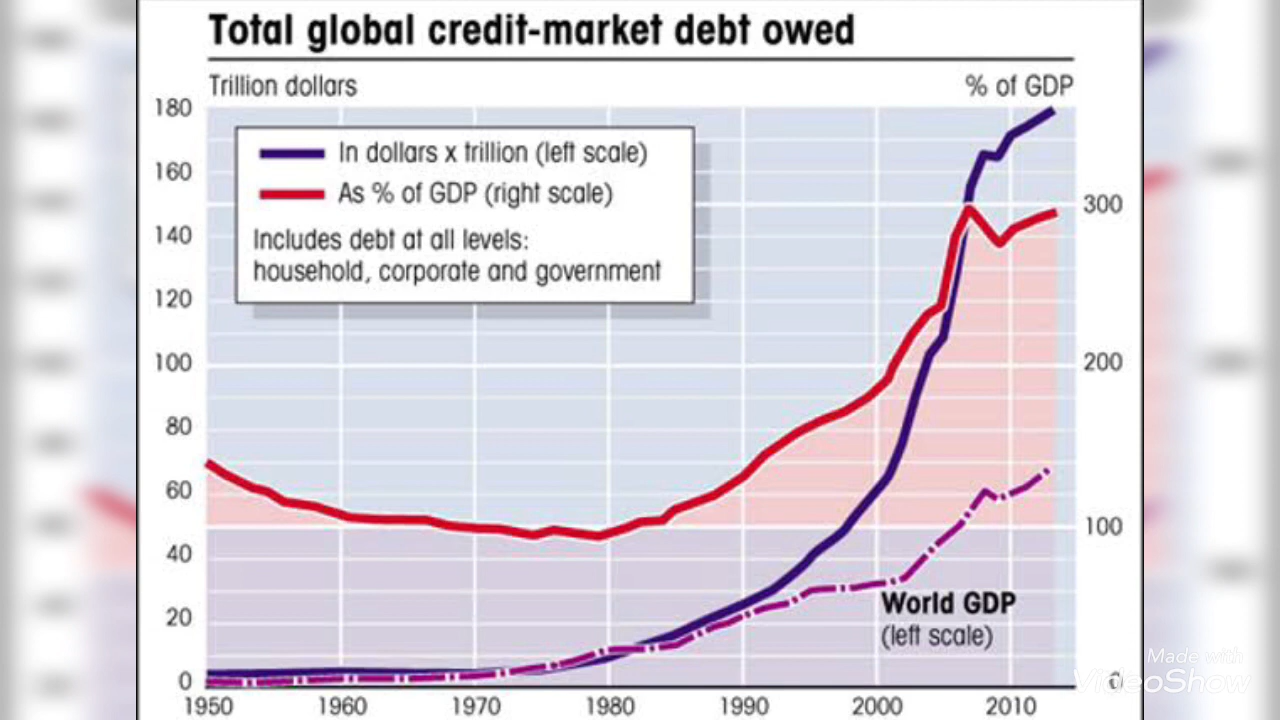 Total global credit-market debt owed
Trillion dollars
% of GDP
180
160
140
120
100
80
60
40
20
0
In dollars x trillion (left scale)
As % of GDP (right scale)
Includes debt at all levels:
household, corporate and government
300
200
100
0
World GDP
(left scale)
1950 1960 1970 1980 1990 2000 2010
Made with
VideoShow